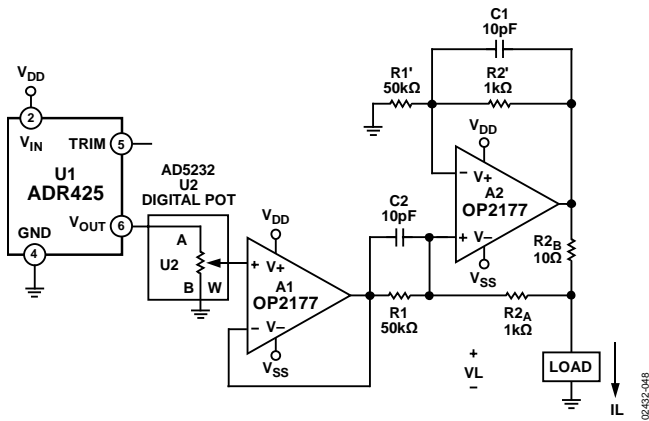 C1
10pF
R1'
50kΩ
R2'
1kΩ
VDD
2
VIN
TRIM
5
U1
ADR425
VOUT
6
GND
4
AD5232
U2
DIGITAL POT
A
U2
B
W
VDD
+
V+
A1
OP2177
−
V−
VSS
C2
10pF
R1
50kΩ
VDD
−
V+
A2
OP2177
+
V−
VSS
R2B
10Ω
R2A
1kΩ
+
VL
−
LOAD
IL
02432-048